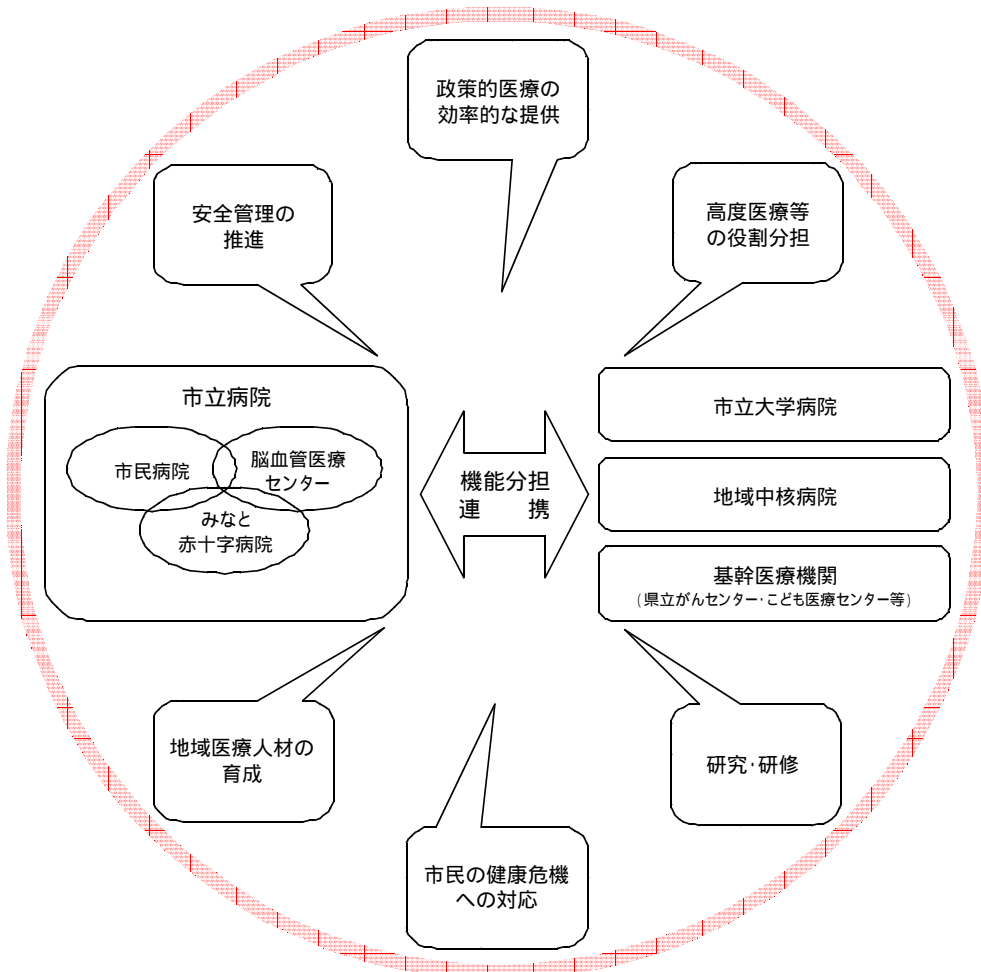 政策的医療の
効率的な提供
安全管理の
推進
高度医療等
の役割分担
市立病院
市民病院
脳血管医療
センター
みなと
赤十字病院
機能分担
連　　携
市立大学病院
地域中核病院
基幹医療機関
(県立がんセンター・こども医療センター等)
地域医療人材の
育成
研究・研修
市民の健康危機
への対応